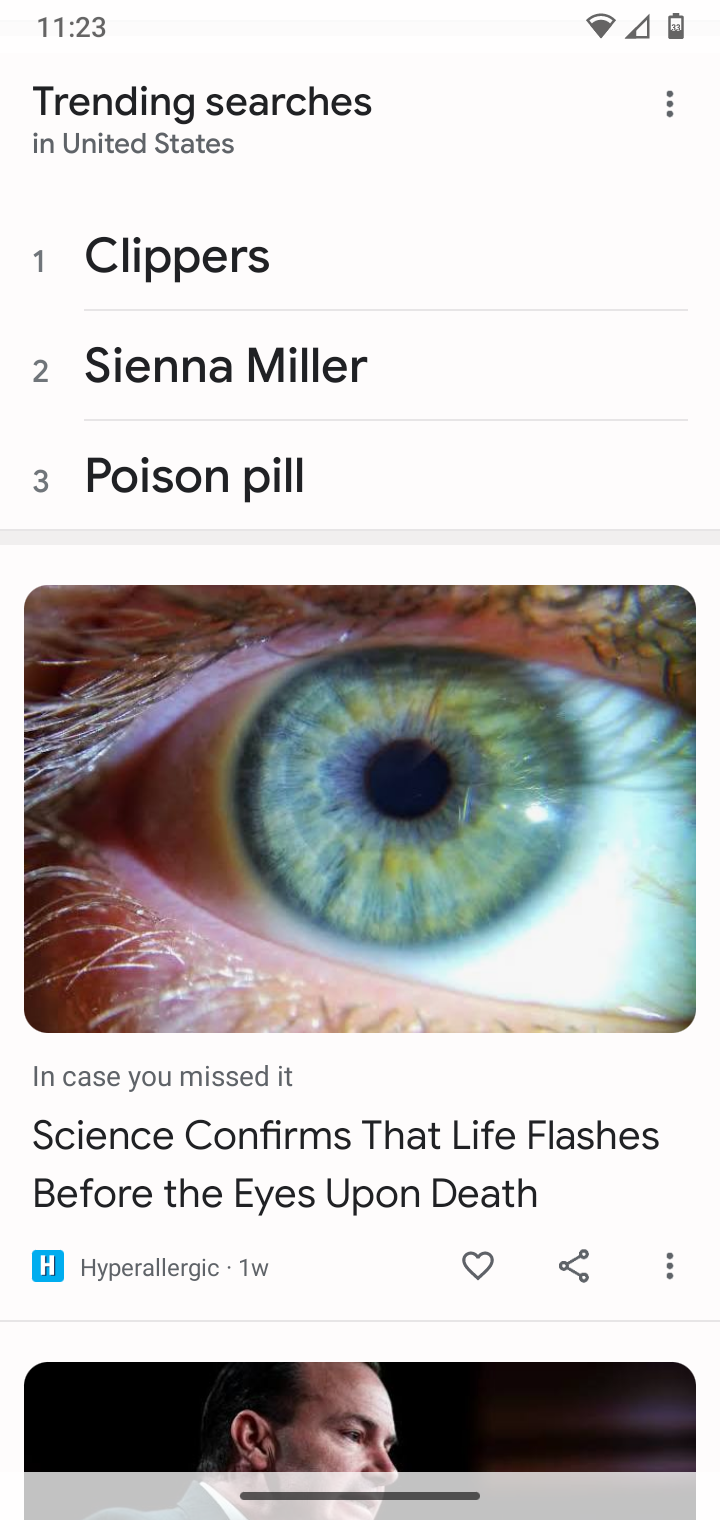 11:23
33
Trending searches
in United States
1 Clippers
2 Sienna Miller
3 Poison pill
In case you missed it
Science Confirms That Life Flashes
Before the Eyes Upon Death
H Hyperallergic · 1w